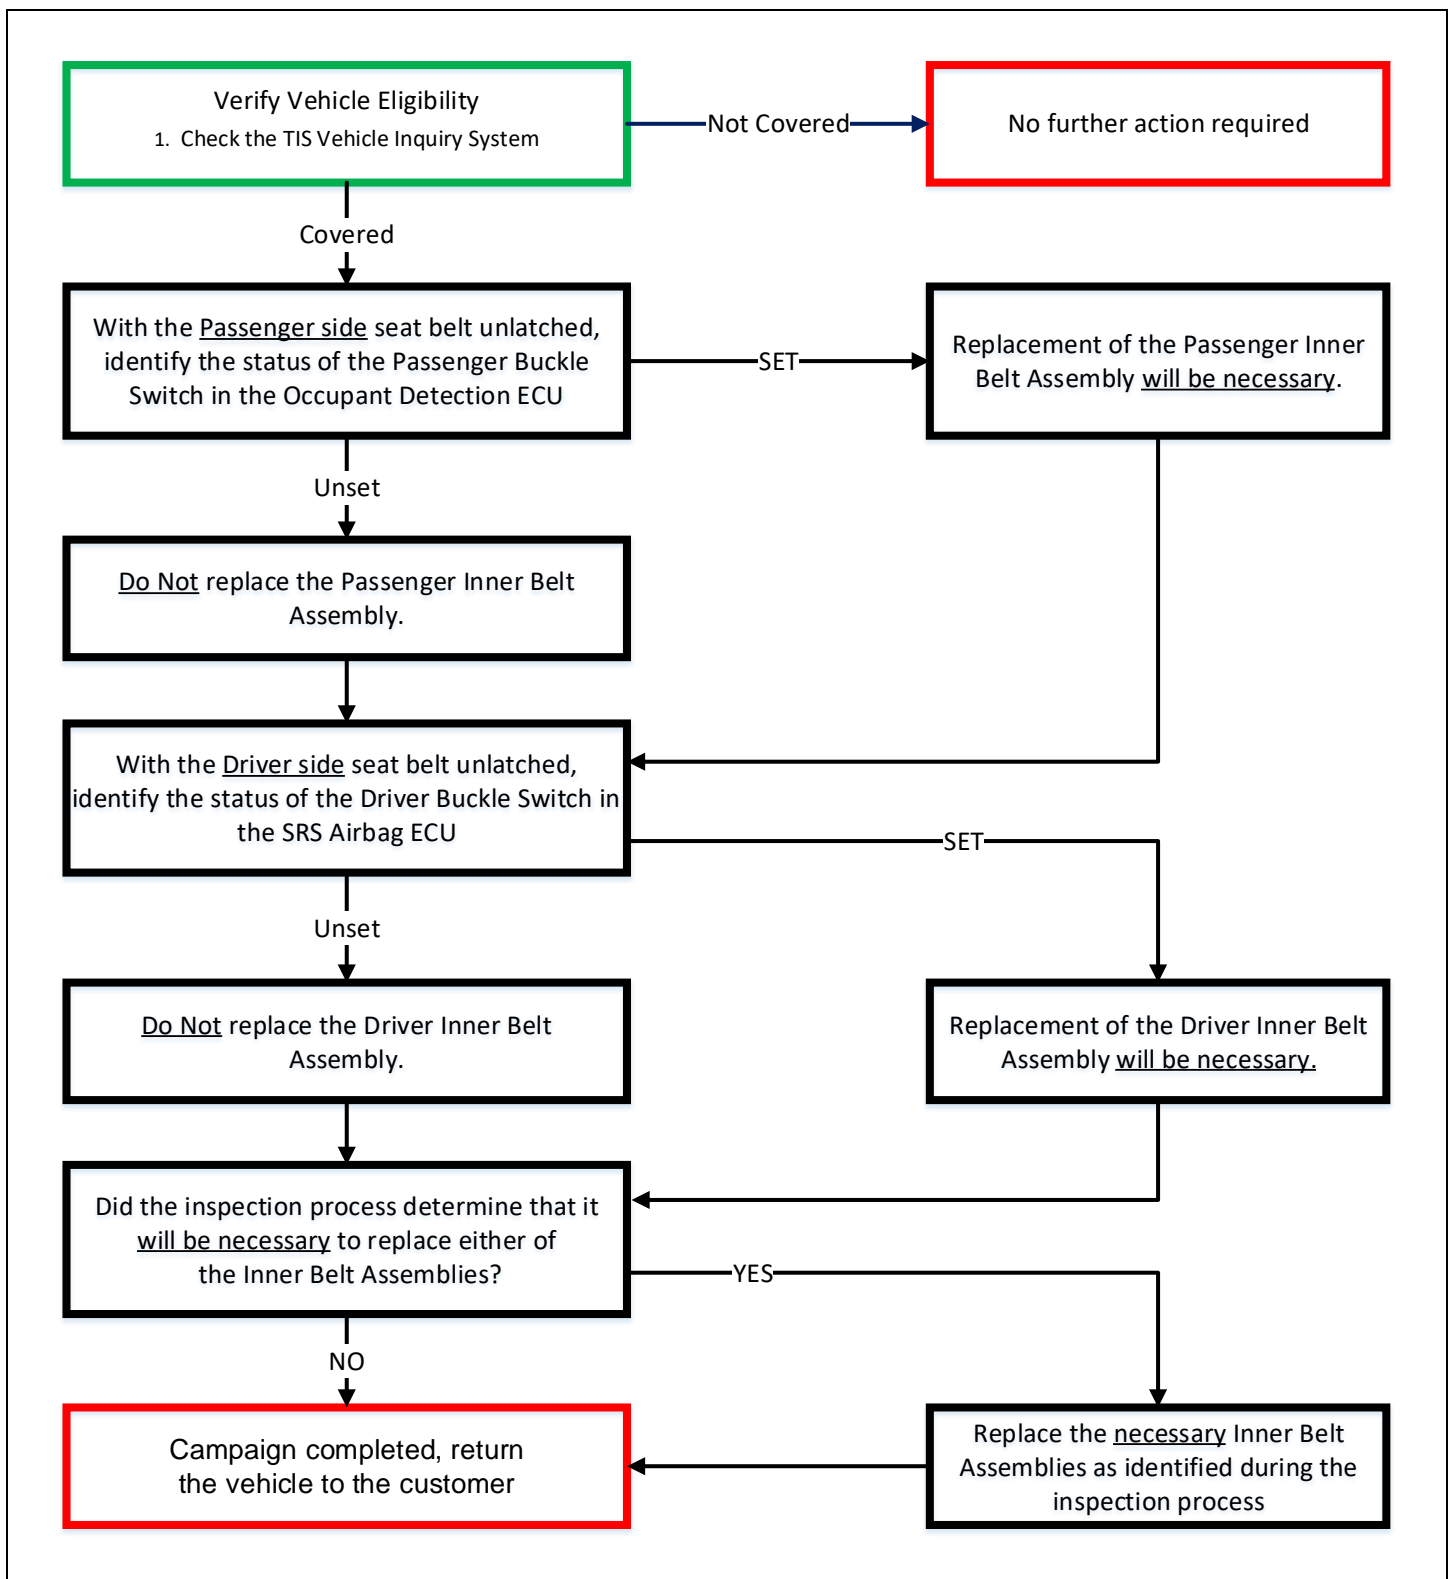 Verify Vehicle Eligibility
1. Check the TIS Vehicle Inquiry System
Not Covered
No further action required
Covered
With the Passenger side seat belt unlatched,
identify the status of the Passenger Buckle
Switch in the Occupant Detection ECU
SET
Replacement of the Passenger Inner
Belt Assembly will be necessary.
Unset
Do Not replace the Passenger Inner Belt
Assembly.
With the Driver side seat belt unlatched,
identify the status of the Driver Buckle Switch in
the SRS Airbag ECU
SET
Unset
Do Not replace the Driver Inner Belt
Assembly.
Replacement of the Driver Inner Belt
Assembly will be necessary.
Did the inspection process determine that it
will be necessary to replace either of
the Inner Belt Assemblies?
YES
NO
Campaign completed, return
the vehicle to the customer
Replace the necessary Inner Belt
Assemblies as identified during the
inspection process